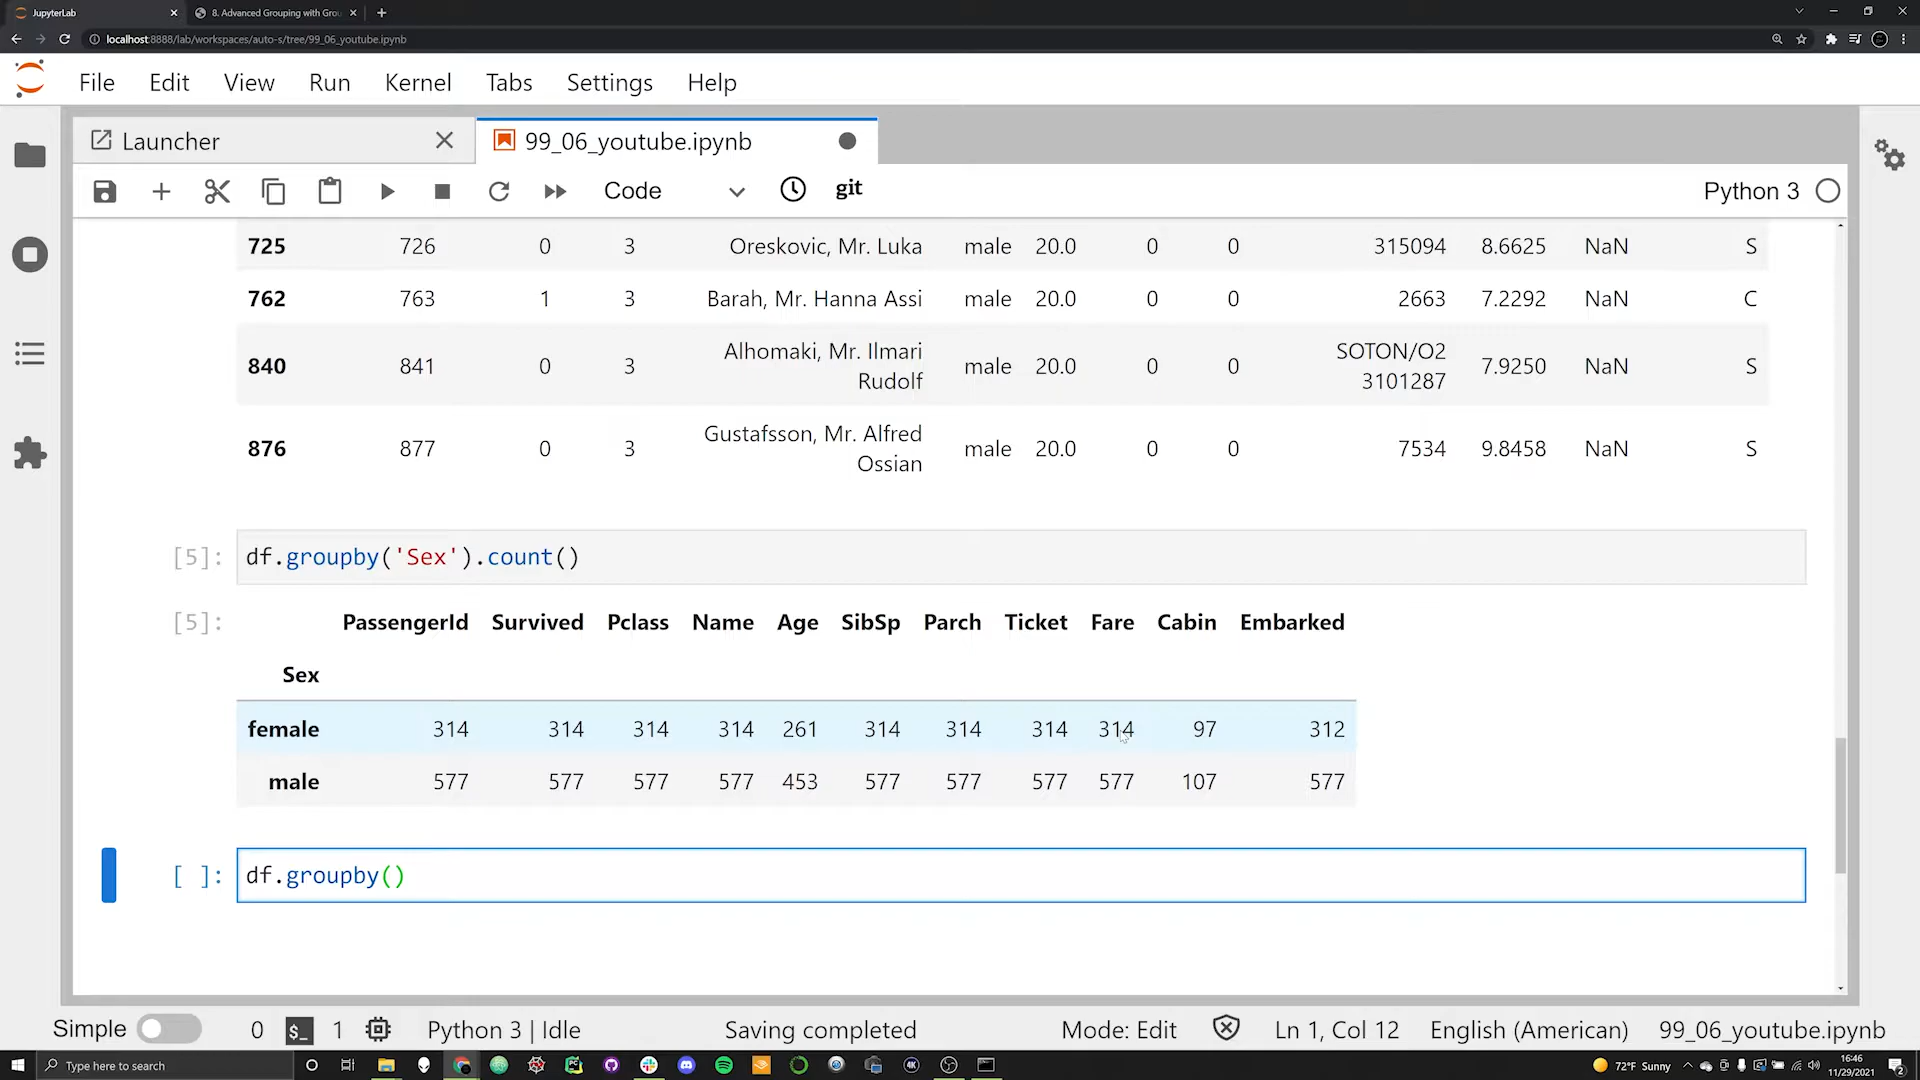 JupyterLab
8. Advanced Grouping with Grou
localhost:8888/lab/workspaces/auto-s/tree/99_06_youtube.ipynb
File Edit View Run Kernel Tabs Settings Help
Launcher
99_06_youtube.ipynb
Code
git
Python 3
725 726 0 3 Oreskovic, Mr. Luka male 20.0 0 0 315094 8.6625 NaN S
762 763 1 3 Barah, Mr. Hanna Assi male 20.0 0 0 2663 7.2292 NaN C
840 841 0 3 Alhomaki, Mr. Ilmari male 20.0 0 0 SOTON/O2 7.9250 NaN S
Rudolf 3101287
876 877 0 3 Gustafsson, Mr. Alfred male 20.0 0 0 7534 9.8458 NaN S
Ossian
[5]: df.groupby('Sex').count()
[5]: PassengerId Survived Pclass Name Age SibSp Parch Ticket Fare Cabin Embarked
Sex
female 314 314 314 314 261 314 314 314 314 97 312
male 577 577 577 577 453 577 577 577 577 107 577
[ ]: df.groupby()
Simple 0 $_ 1 Python 3 | Idle Saving completed Mode: Edit Ln 1, Col 12 English (American) 99_06_youtube.ipynb
Type here to search
4K
72°F Sunny
16:46
11/29/2021
2